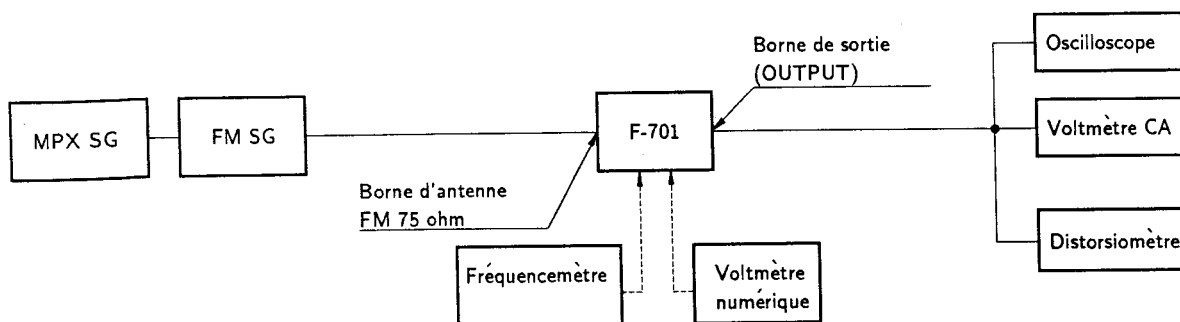 MPX SG
FM SG
Borne d'antenne
FM 75 ohm
F-701
Borne de sortie
(OUTPUT)
Fréquencemètre
Voltmètre
numérique
Oscilloscope
Voltmètre CA
Distorsiomètre